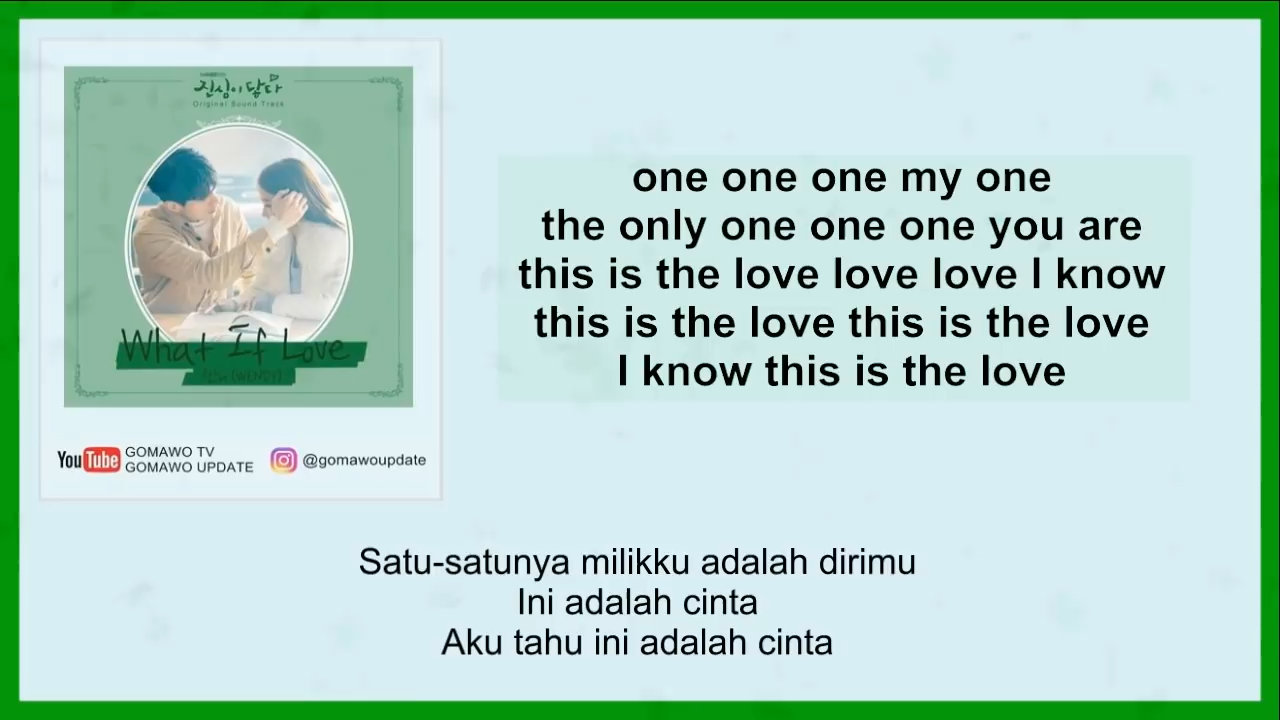 진심이 닿다
Original Sound Track
What If Love
(WENDY)
YouTube
GOMAWO TV
GOMAWO UPDATE
@gomawoupdate
one one one my one
the only one one one you are
this is the love love love I know
this is the love this is the love
I know this is the love
Satu-satunya milikku adalah dirimu
Ini adalah cinta
Aku tahu ini adalah cinta